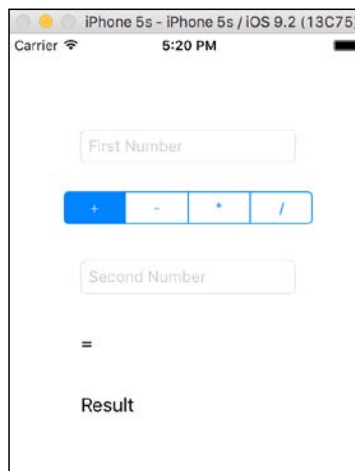 iPhone 5s - iPhone 5s / iOS 9.2 (13C75)
Carrier 5:20 PM
First Number
+ - * /
Second Number
=
Result